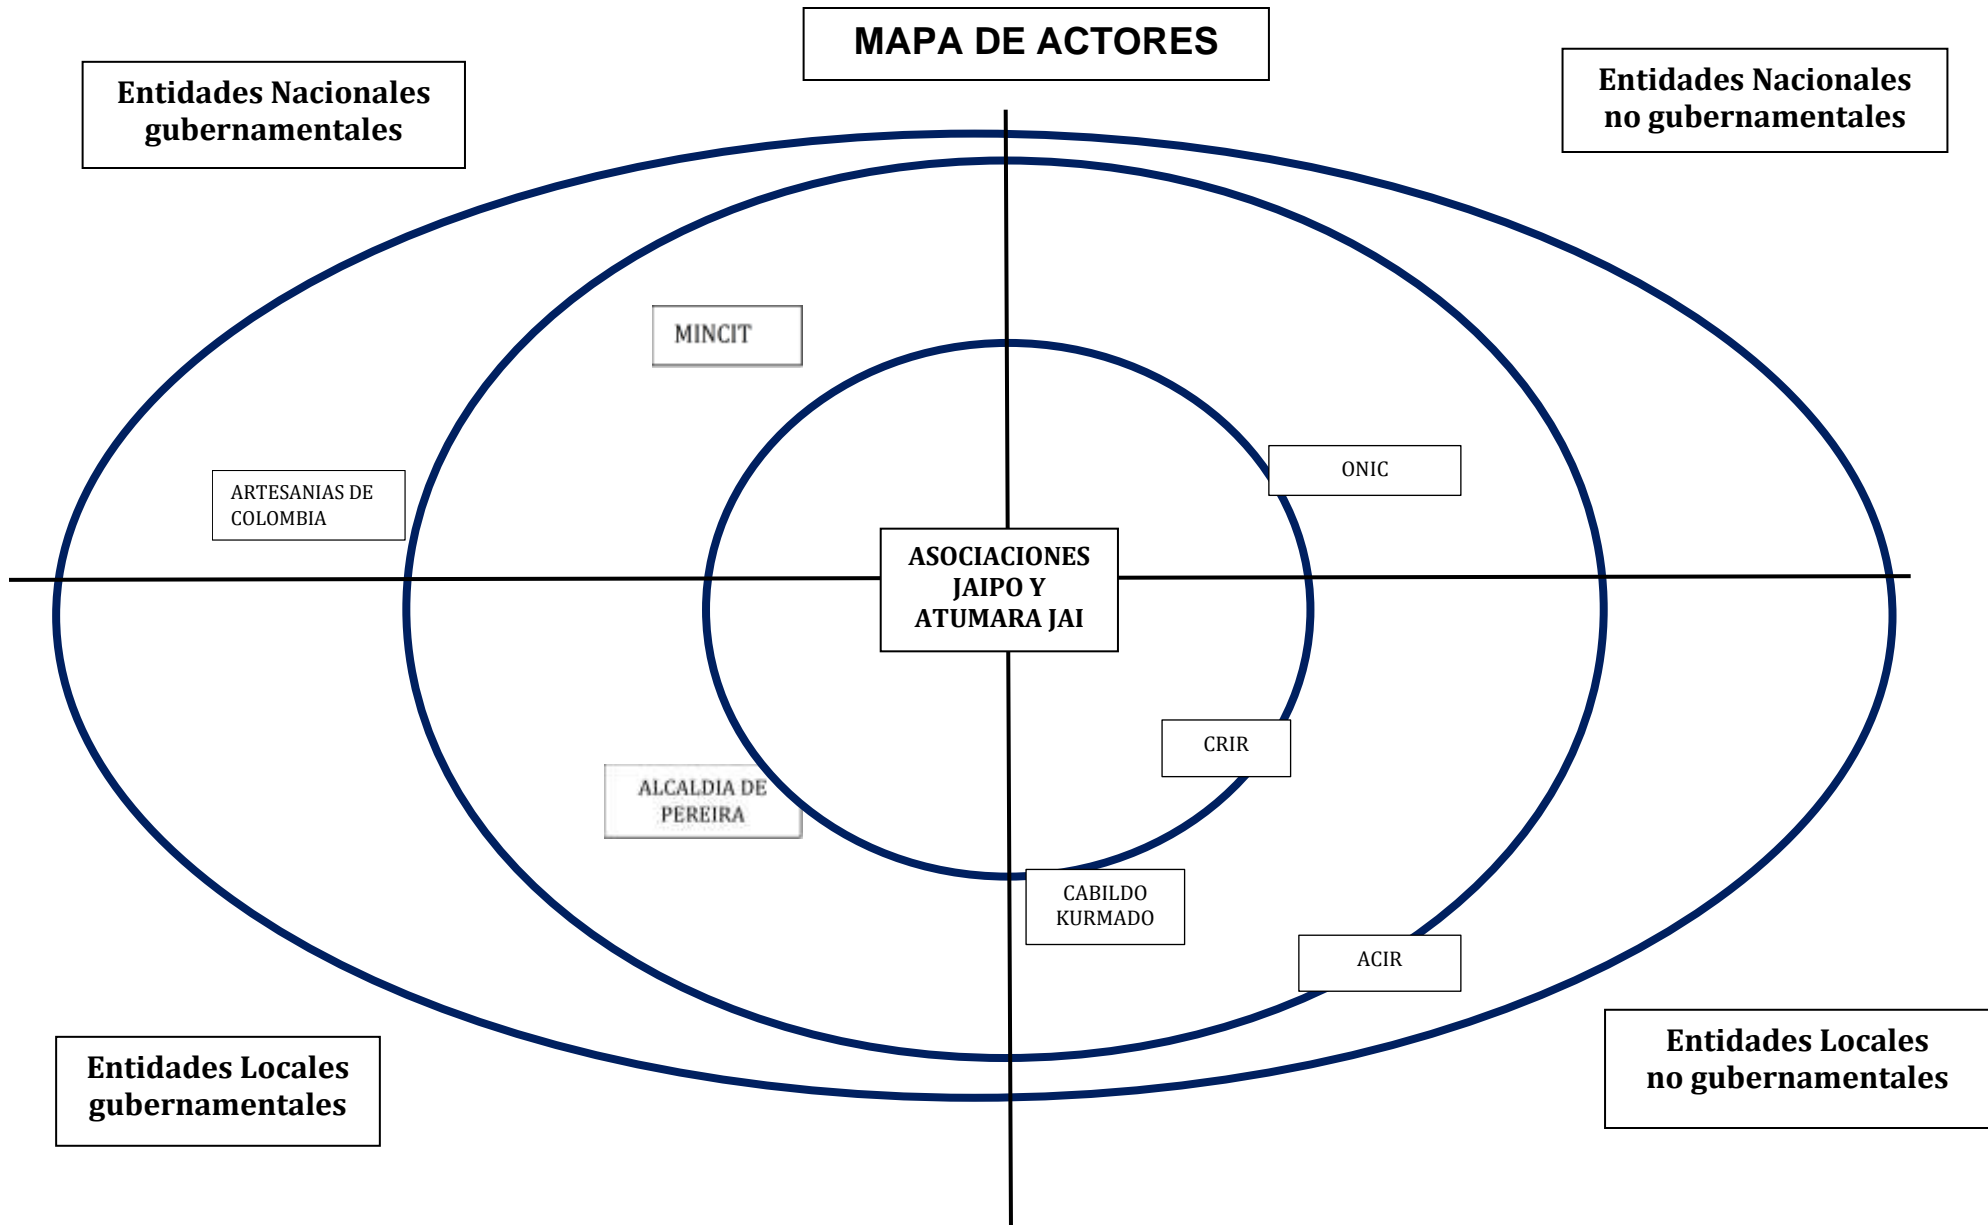 MAPA DE ACTORES
Entidades Nacionales
gubernamentales
Entidades Nacionales
no gubernamentales
MINCIT
ONIC
ARTESANIAS DE
COLOMBIA
ASOCIACIONES
JAIPO Y
ATUMARA JAI
CRIR
ALCALDIA DE
PEREIRA
CABILDO
KURMADO
ACIR
Entidades Locales
gubernamentales
Entidades Locales
no gubernamentales